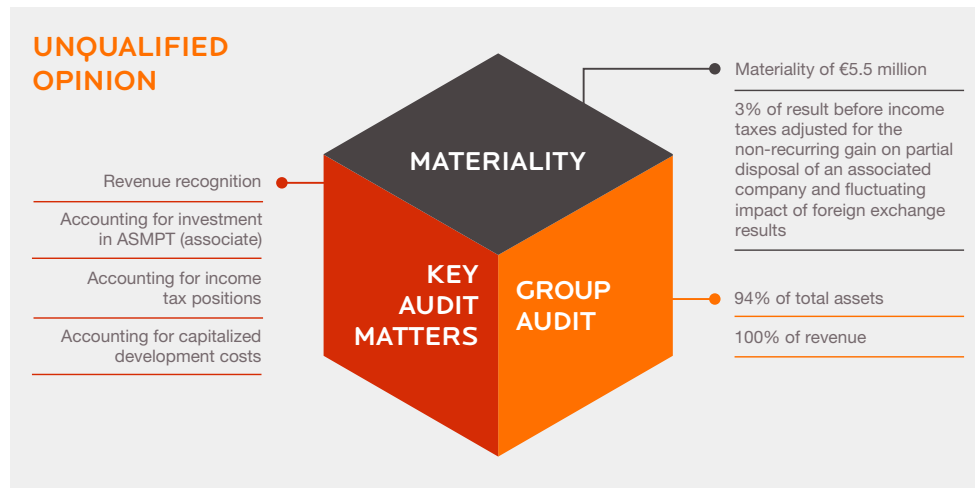 UNQUALIFIED
OPINION
MATERIALITY
Materiality of €5.5 million
3% of result before income
taxes adjusted for the
non-recurring gain on partial
disposal of an associated
company and fluctuating
impact of foreign exchange
results
Revenue recognition
Accounting for investment
in ASMPT (associate)
Accounting for income
tax positions
Accounting for capitalized
development costs
KEY
AUDIT
MATTERS
GROUP
AUDIT
94% of total assets
100% of revenue